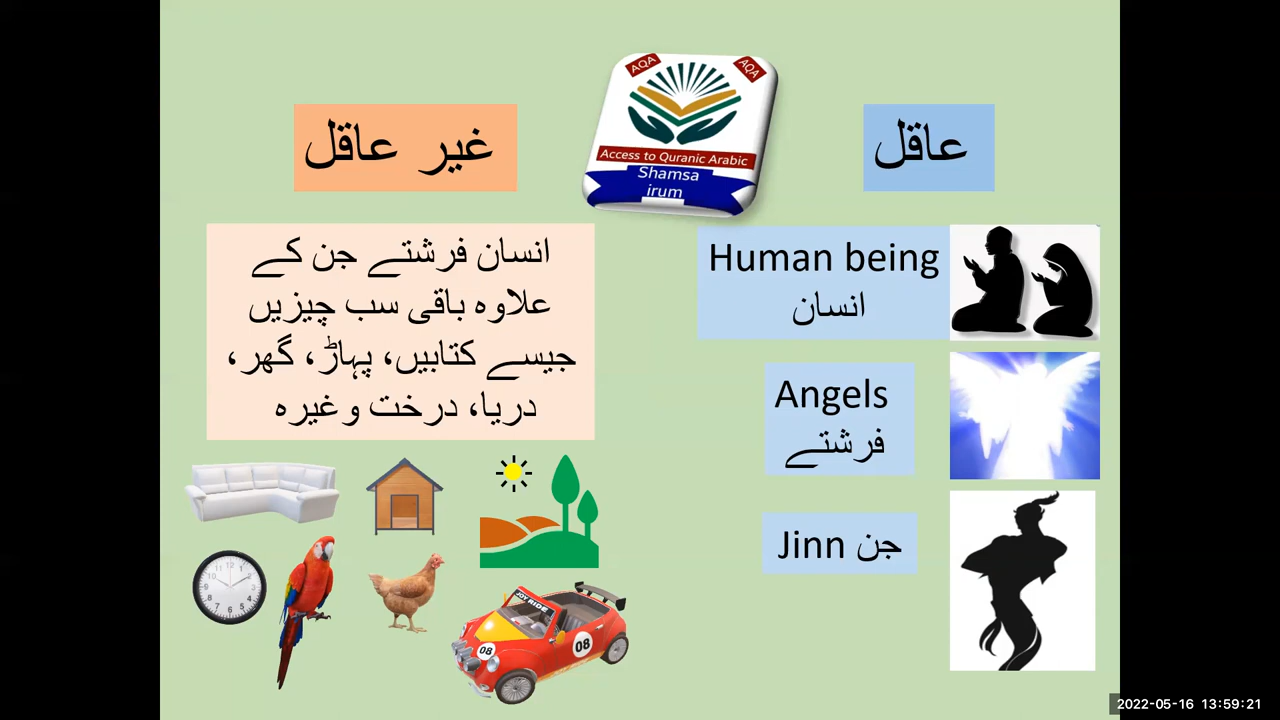 AQA
AQA
Access to Quranic Arabic
Shamsa
irum
عاقل
غیر عاقل
Human being
انسان
Angels
فرشتے
Jinn جن
انسان فرشتے جن کے
علاوہ باقی سب چیزیں
جیسے کتابیں، پہاڑ، گھر،
دریا، درخت وغیرہ
JOY RIDE
08
08
2022-05-16 13:59:21